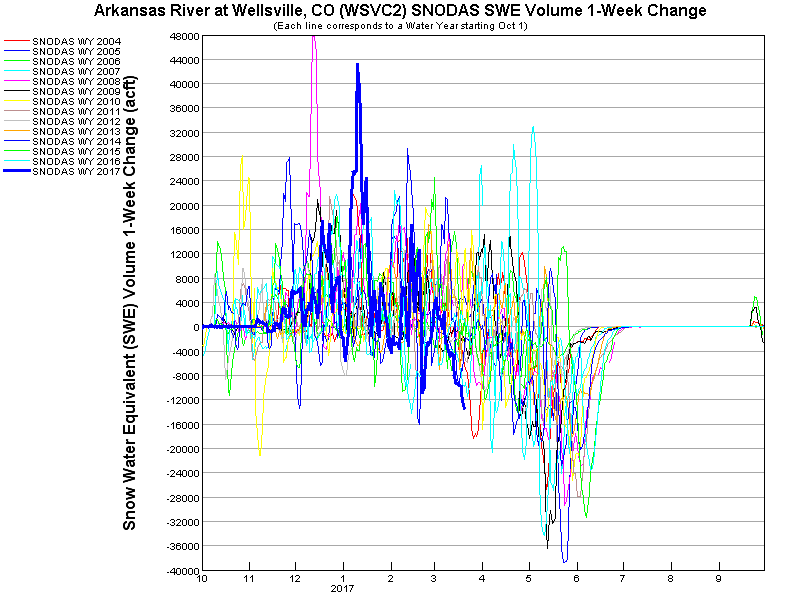 Arkansas River at Wellsville, CO (WSVC2) SNODAS SWE Volume 1-Week Change
(Each line corresponds to a Water Year starting Oct 1)
SNODAS WY 2004
SNODAS WY 2005
SNODAS WY 2006
SNODAS WY 2007
SNODAS WY 2008
SNODAS WY 2009
SNODAS WY 2010
SNODAS WY 2011
SNODAS WY 2012
SNODAS WY 2013
SNODAS WY 2014
SNODAS WY 2015
SNODAS WY 2016
SNODAS WY 2017
Snow Water Equivalent (SWE) Volume 1-Week Change (acft)
48000
44000
40000
36000
32000
28000
24000
20000
16000
12000
8000
4000
0
-4000
-8000
-12000
-16000
-20000
-24000
-28000
-32000
-36000
-40000
10 11 12 1 2 3 4 5 6 7 8 9
2017